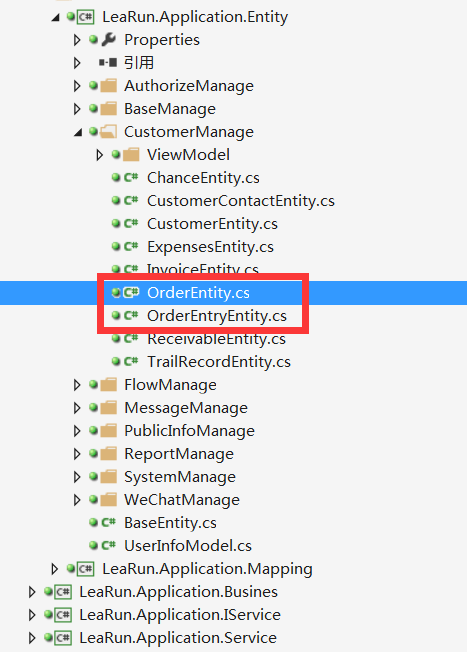 LeaRun.Application.Entity
Properties
引用
AuthorizeManage
BaseManage
CustomerManage
ViewModel
ChanceEntity.cs
CustomerContactEntity.cs
CustomerEntity.cs
ExpensesEntity.cs
InvoiceEntity.cs
OrderEntity.cs
OrderEntryEntity.cs
ReceivableEntity.cs
TrailRecordEntity.cs
FlowManage
MessageManage
PublicInfoManage
ReportManage
SystemManage
WeChatManage
BaseEntity.cs
UserInfoModel.cs
LeaRun.Application.Mapping
LeaRun.Application.Busines
LeaRun.Application.IService
LeaRun.Application.Service